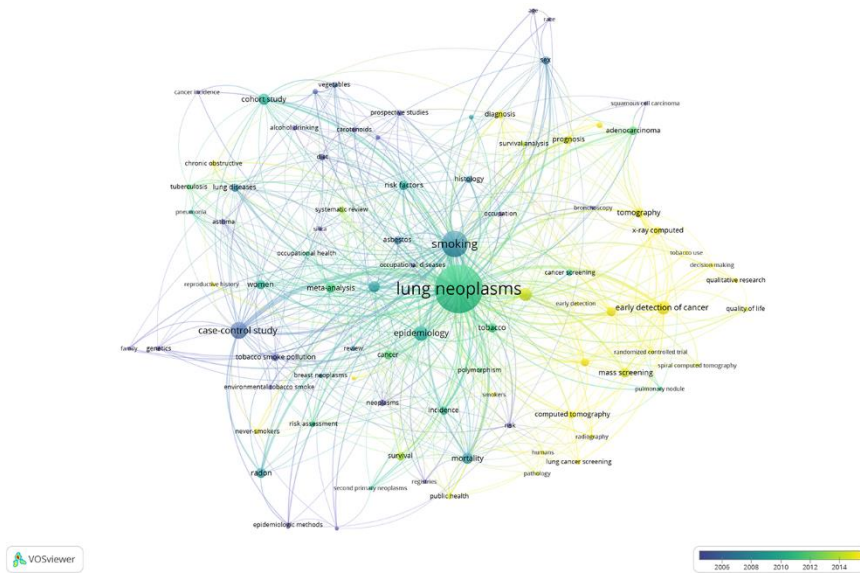 age
race
sex
cancer incidence
vegetables
cohort study
squamous cell carcinoma
prospective studies
diagnosis
alcohol drinking
carotenoids
adenocarcinoma
survival analysis
prognosis
diet
chronic obstructive
histology
tuberculosis
lung diseases
risk factors
systematic review
bronchoscopy
pneumonia
occupation
tomography
asthma
urea
x-ray computed
asbestos
smoking
occupational health
tobacco use
occupational diseases
decision making
cancer screening
reproductive history
women
meta-analysis
lung neoplasms
qualitative research
early detection
early detection of cancer
quality of life
case-control study
epidemiology
tobacco
family
genetics
review
cancer
randomized controlled trial
tobacco smoke pollution
spiral computed tomography
breast neoplasms
polymorphism
mass screening
environmental tobacco smoke
pulmonary nodule
smokers
neoplasms
incidence
computed tomography
risk assessment
risk
never-smokers
radiography
humans
survival
mortality
lung cancer screening
radon
pathology
registries
second primary neoplasms
public health
epidemiologic methods
VOSviewer
2006 2008 2010 2012 2014